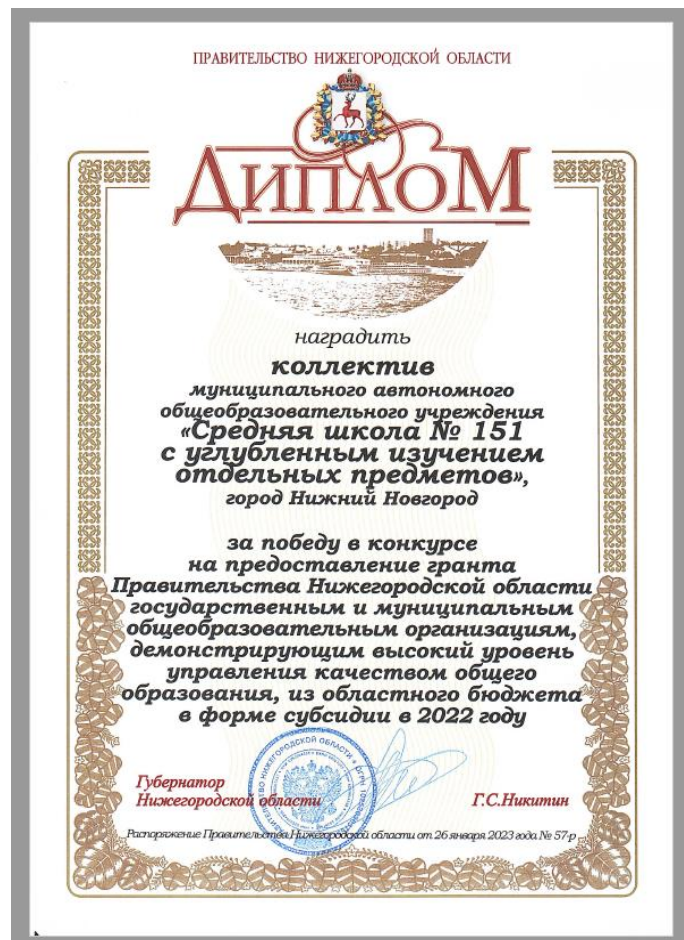 ПРАВИТЕЛЬСТВО НИЖЕГОРОДСКОЙ ОБЛАСТИ
ДИПЛОМ
наградить
коллектив
муниципального автономного
общеобразовательного учреждения
«Средняя школа № 151
с углубленным изучением
отдельных предметов»,
город Нижний Новгород
за победу в конкурсе
на предоставление гранта
Правительства Нижегородской области
государственным и муниципальным
общеобразовательным организациям,
демонстрирующим высокий уровень
управления качеством общего
образования, из областного бюджета
в форме субсидии в 2022 году
Губернатор
Нижегородской области
Г.С.Никитин
Распоряжение Правительства Нижегородской области от 26 января 2023 года № 57-р